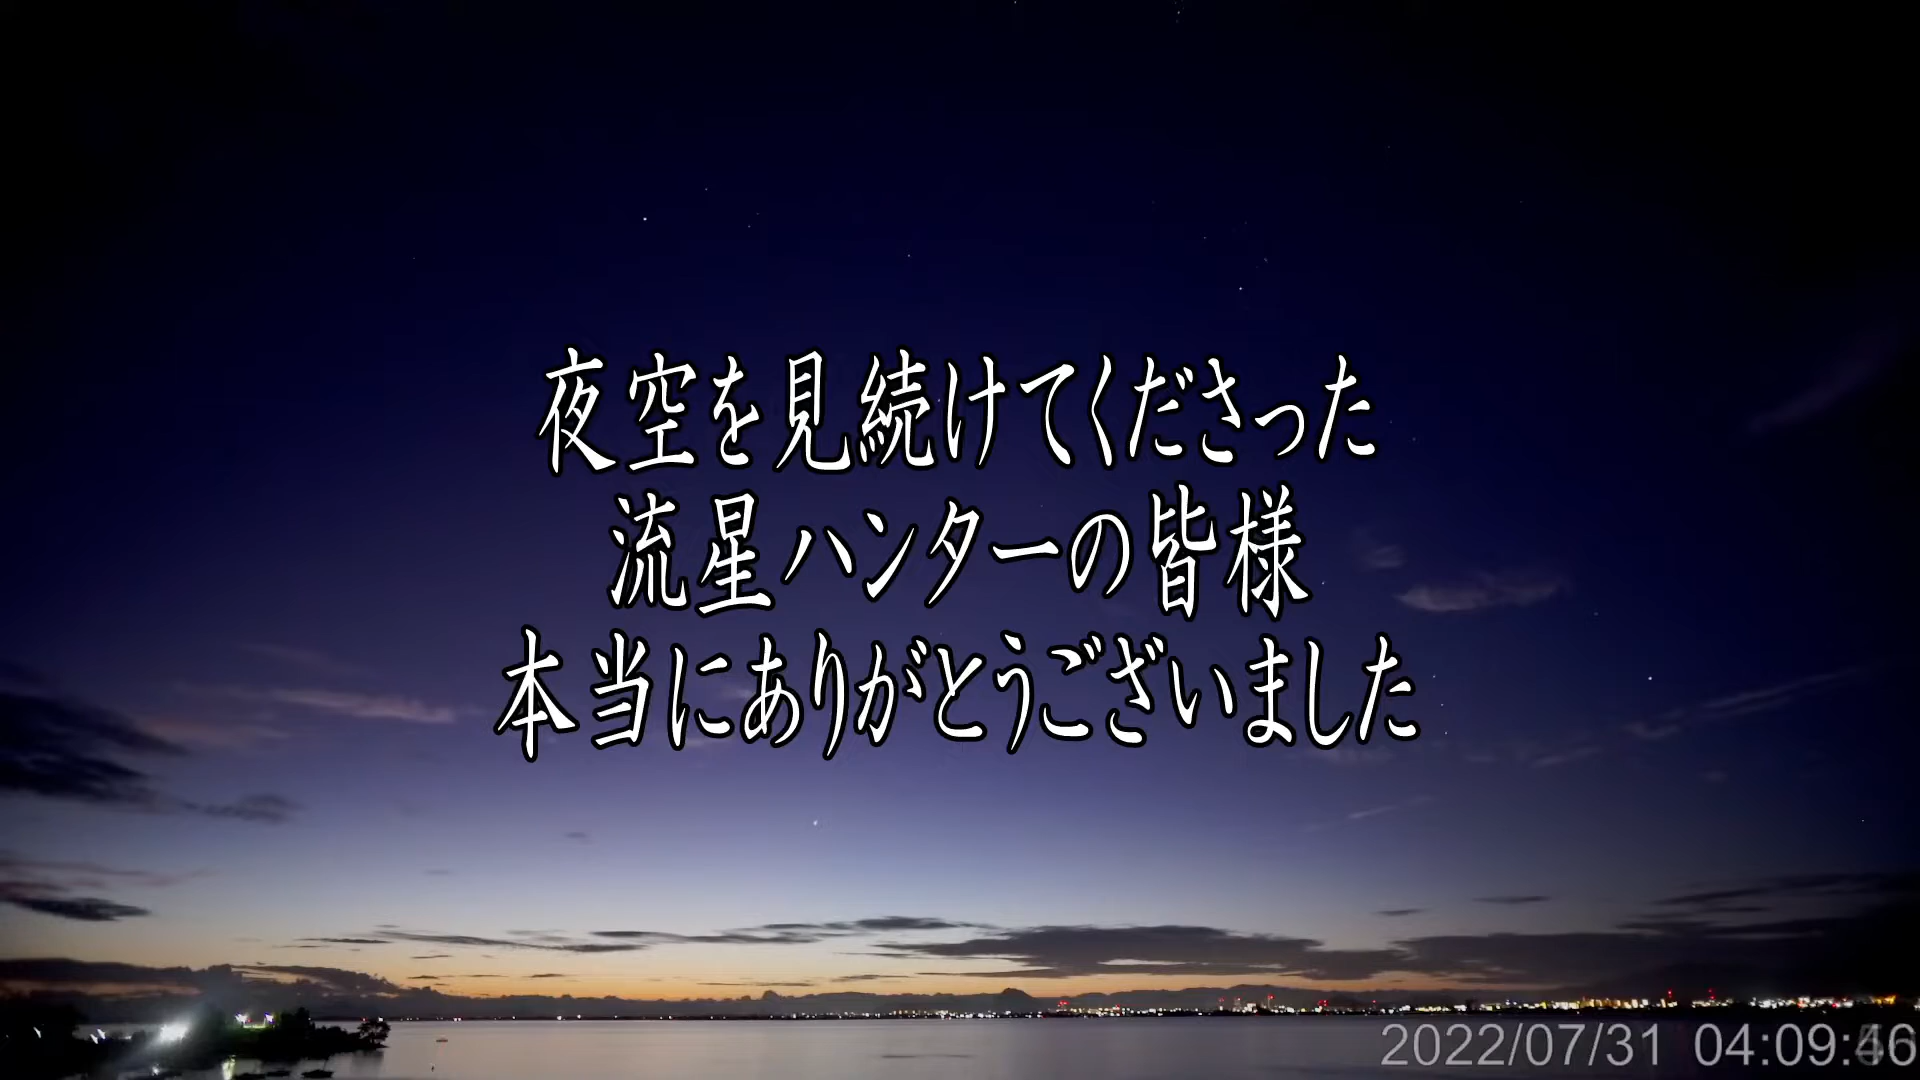 夜空を見続けてくださった
流星ハンターの皆様
本当にありがとうございました
2022/07/31 04:09:46